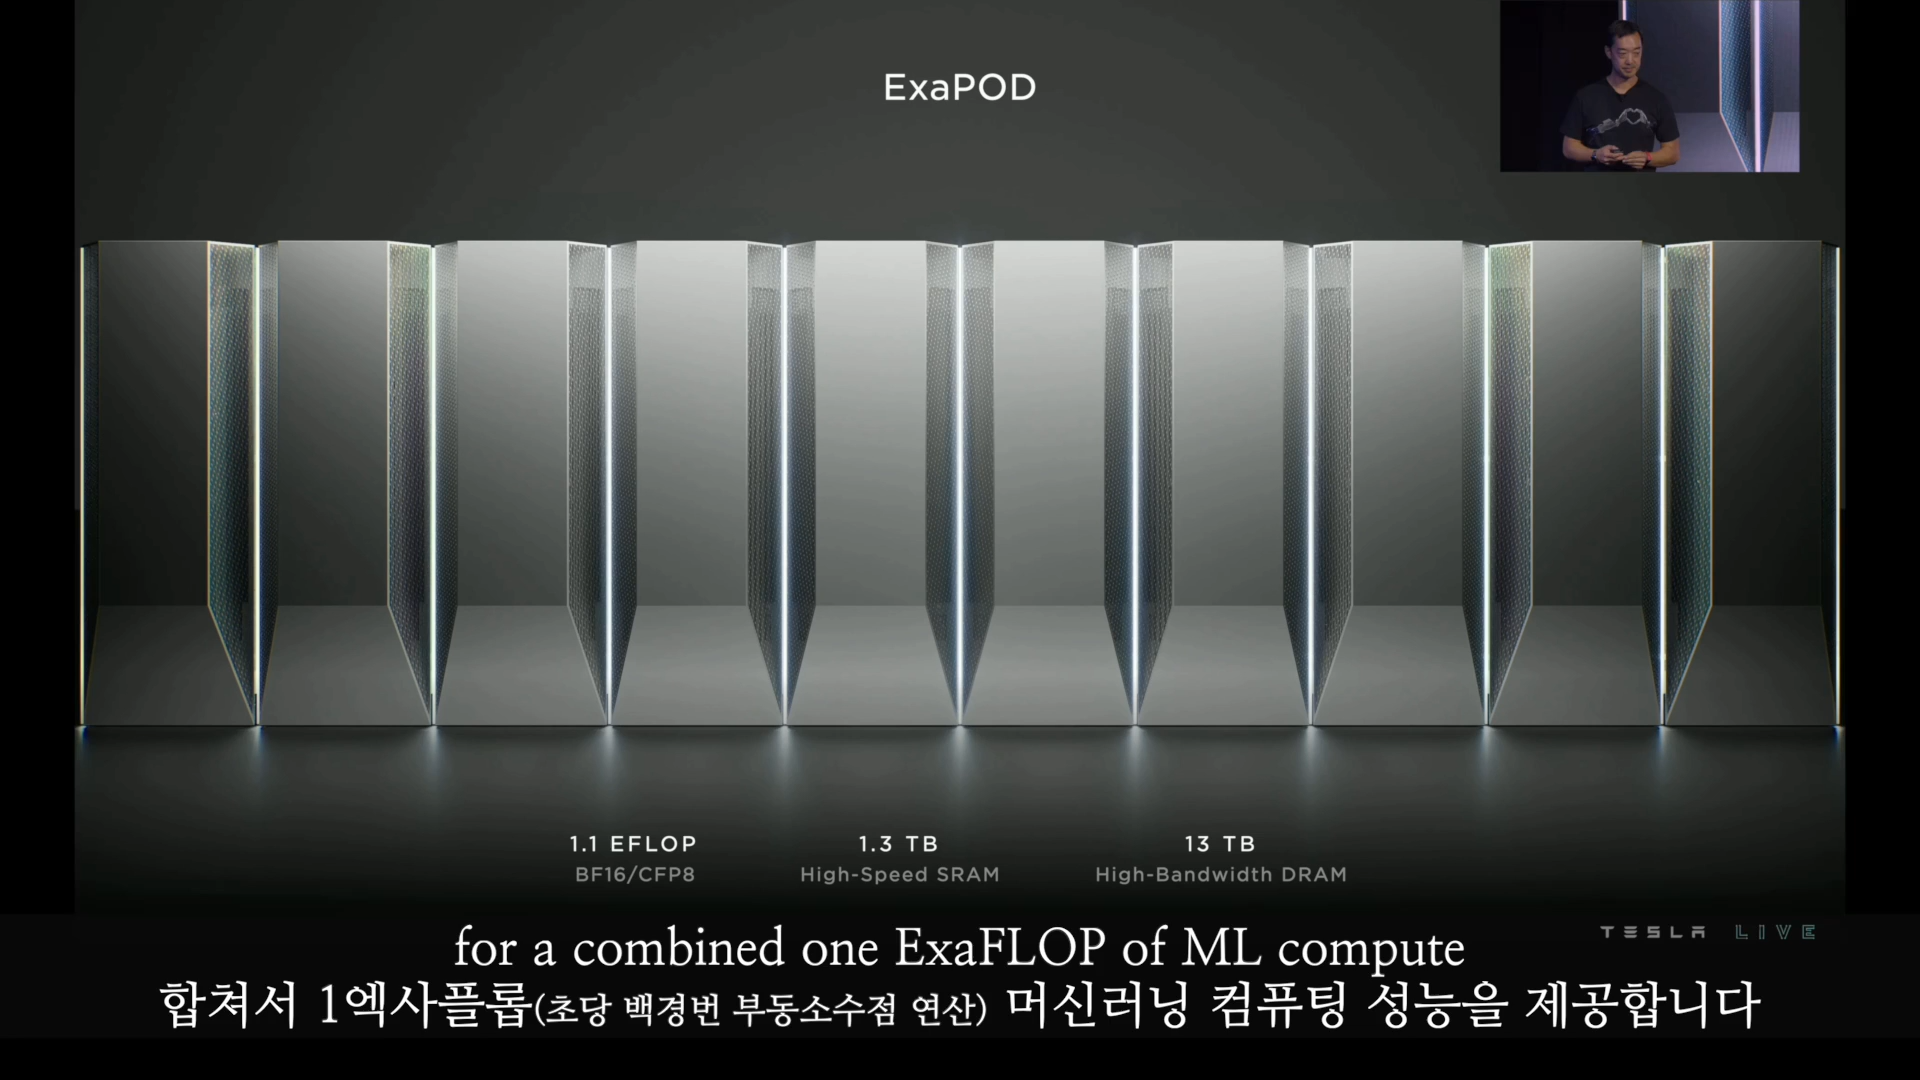 ExaPOD
1.1 EFLOP
BF16/CFP8
1.3 TB
High-Speed SRAM
13 TB
High-Bandwidth DRAM
TESLA LIVE
for a combined one ExaFLOP of ML compute
합쳐서 1엑사플롭(초당 백경번 부동소수점 연산) 머신러닝 컴퓨팅 성능을 제공합니다